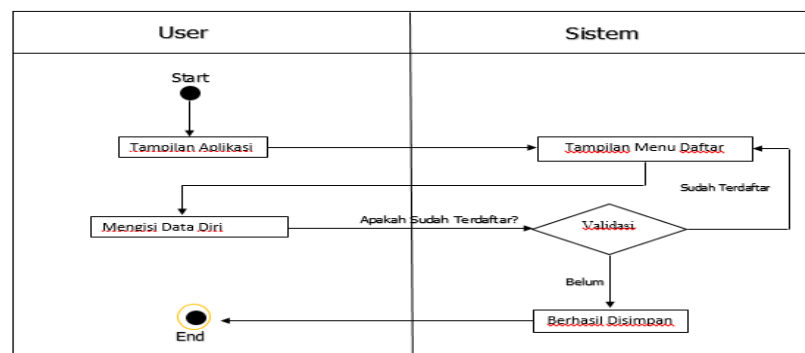 User
Sistem
Start
Tampilan Aplikasi
Tampilan Menu Daftar
Sudah Terdaftar
Mengisi Data Diri
Apakah Sudah Terdaftar?
Validasi
Belum
Berhasil Disimpan
End